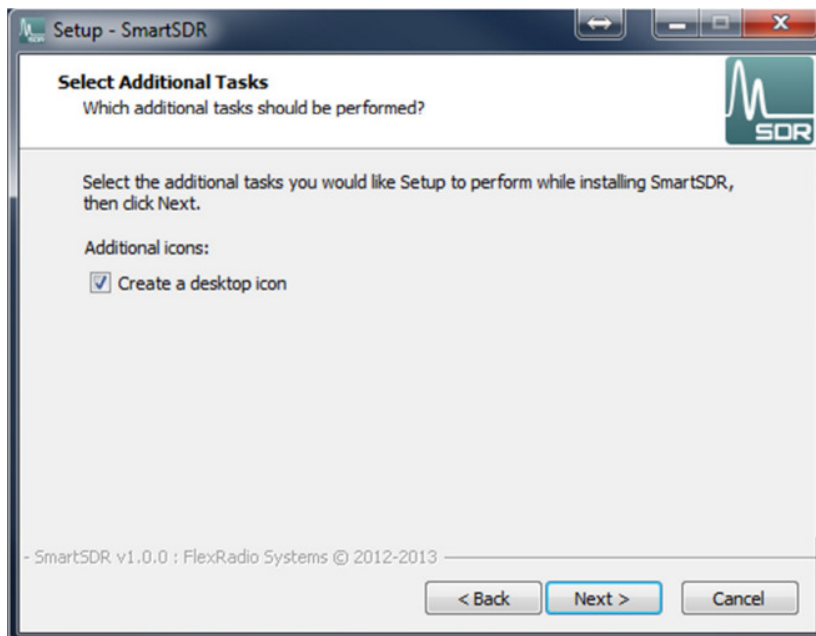 Setup - SmartSDR
Select Additional Tasks
Which additional tasks should be performed?
SDR
Select the additional tasks you would like Setup to perform while installing SmartSDR,
then click Next.
Additional icons:
Create a desktop icon
- SmartSDR v1.0.0 : FlexRadio Systems © 2012-2013
< Back Next > Cancel